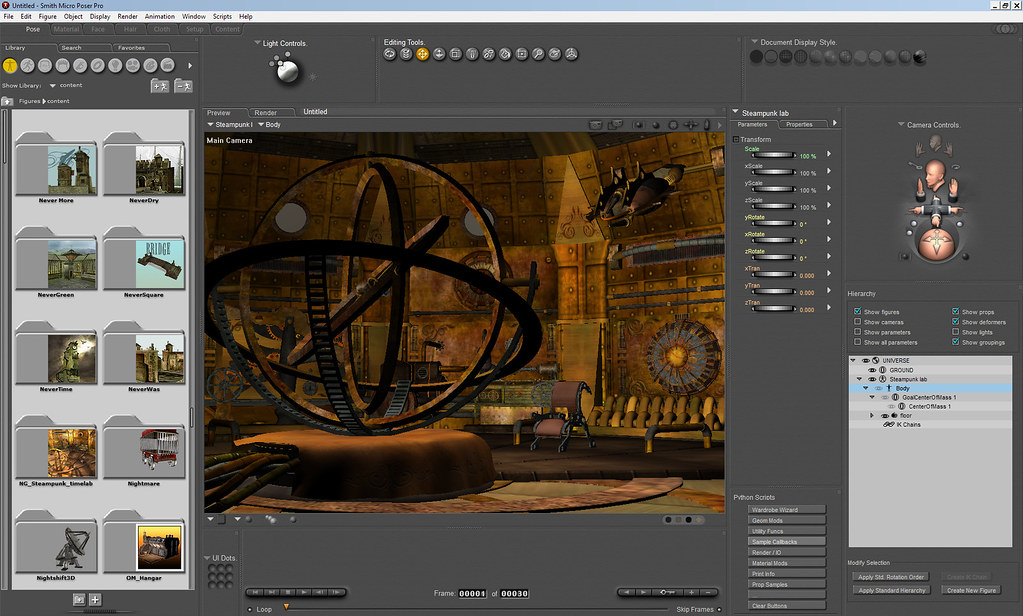 Untitled - Smith Micro Poser Pro
File Edit Figure Object Display Render Animation Window Scripts Help
Pose Material Face Hair Cloth Setup Content
Library Search Favorites
Show Library: content
Figures content
Never More NeverDry
NeverGreen NeverSquare
BRIDGE
NeverTime NeverWas
NG_Steampunk_timelab Nightmare
Nightshift3D OM_Hangar
Light Controls.
Editing Tools.
Document Display Style.
Preview Render Untitled
Steampunk l Body
Main Camera
Steampunk lab
Parameters Properties
Transform
Scale 100 %
xScale 100 %
yScale 100 %
zScale 100 %
yRotate 0 °
xRotate 0 °
zRotate 0 °
xTran 0.000
yTran 0.000
zTran 0.000
Camera Controls.
Hierarchy
Show figures Show props
Show cameras Show deformers
Show parameters Show lights
Show all parameters Show groupings
UNIVERSE
GROUND
Steampunk lab
Body
GoalCenterOfMass 1
CenterOfMass 1
floor
IK Chains
Modify Selection
Apply Std. Rotation Order Create IK Chain
Apply Standard Hierarchy Create New Figure
Python Scripts
Wardrobe Wizard
Geom Mods
Utility Funcs
Sample Callbacks
Render / IO
Material Mods
Print Info
Prop Samples
Clear Buttons
UI Dots.
Frame: 00001 of 00030
Loop Skip Frames